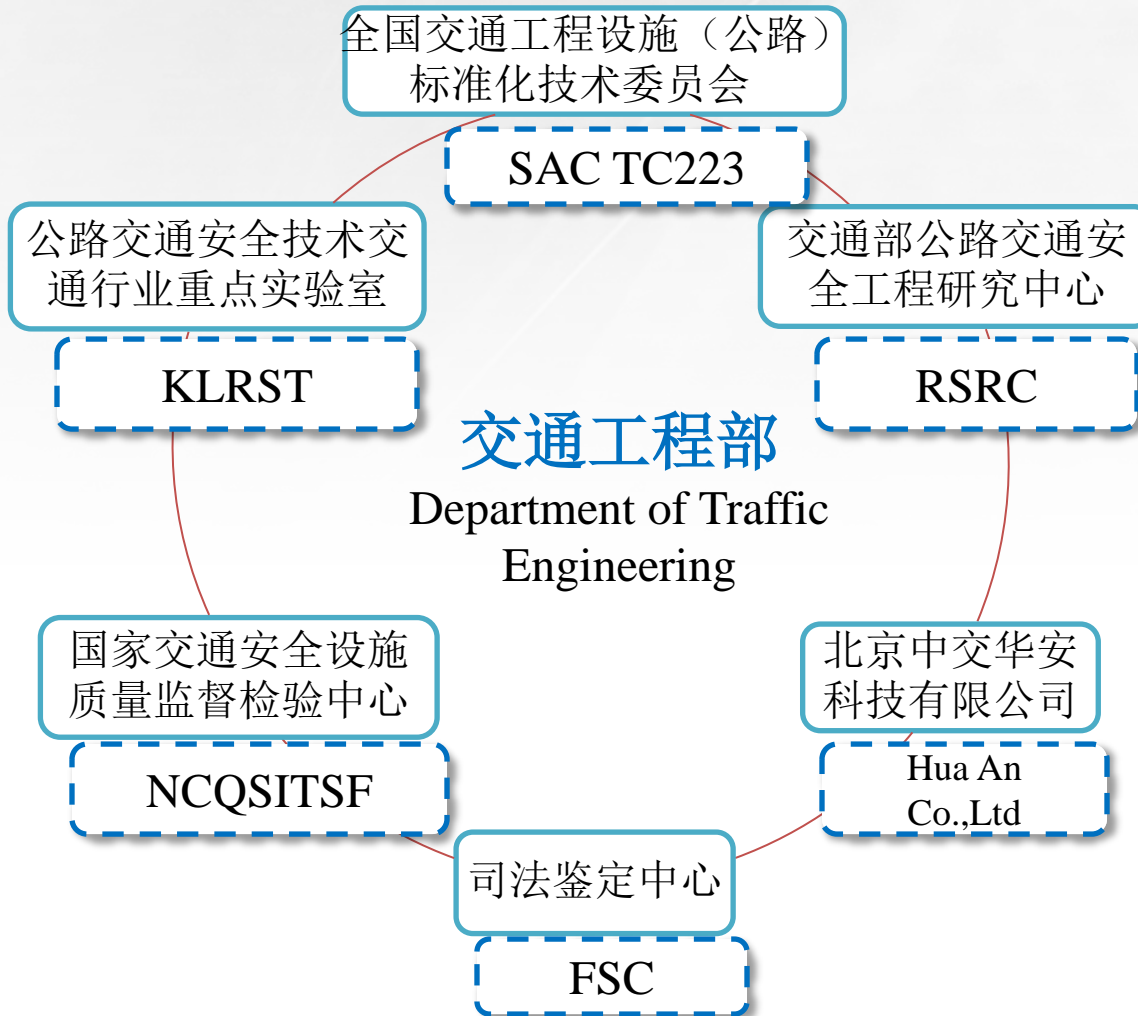 全国交通工程设施（公路）
标准化技术委员会
SAC TC223
公路交通安全技术交
通行业重点实验室
KLRST
交通部公路交通安
全工程研究中心
RSRC
交通工程部
Department of Traffic
Engineering
国家交通安全设施
质量监督检验中心
NCQSITSF
北京中交华安
科技有限公司
Hua An
Co.,Ltd
司法鉴定中心
FSC